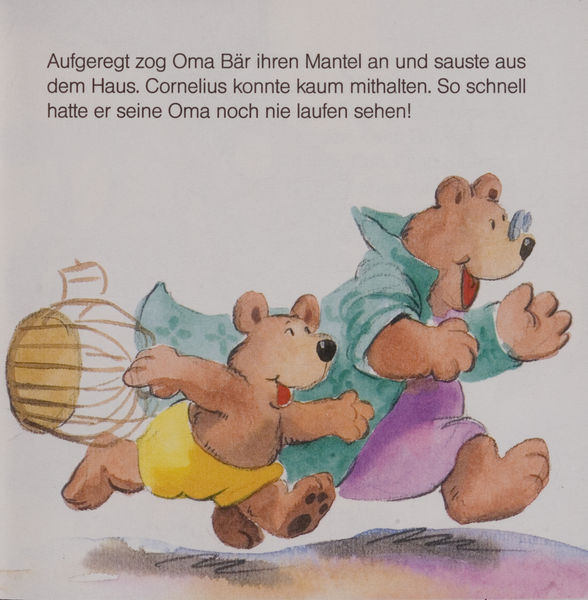 Aufgeregt zog Oma Bär ihren Mantel an und sauste aus
dem Haus. Cornelius konnte kaum mithalten. So schnell
hatte er seine Oma noch nie laufen sehen!